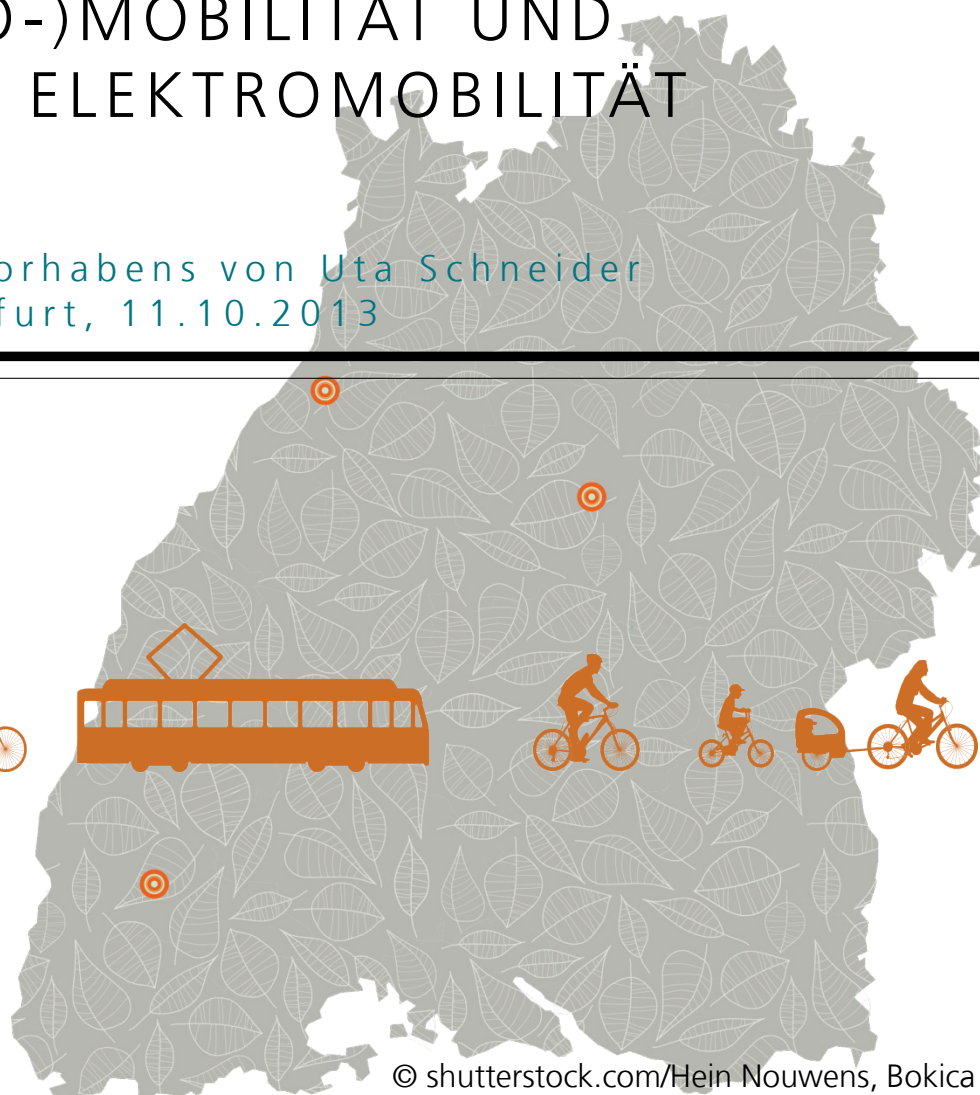 )MOBILITÄT UND
ELEKTROMOBILITÄT
orhabens von Uta Schneider
furt, 11.10.2013
© shutterstock.com/Hein Nouwens, Bokica